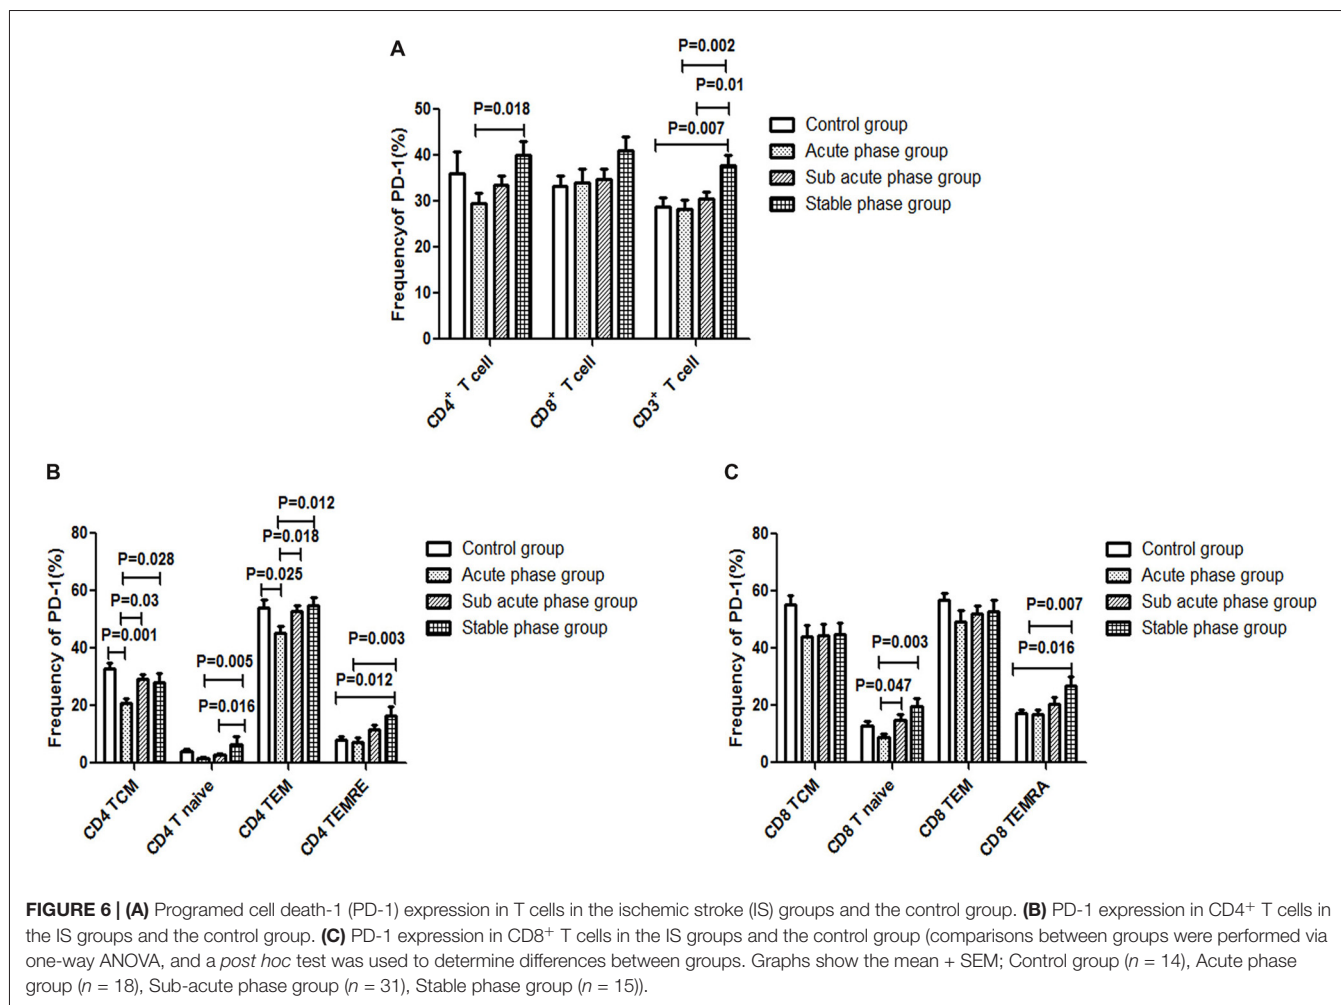 A
P=0.002
P=0.01
P=0.018
P=0.007
50
40
30
20
10
0
Frequencyof PD-1(%)
CD4+ T cell
CD8+ T cell
CD3+ T cell
Control group
Acute phase group
Sub acute phase group
Stable phase group
B
P=0.012
P=0.018
P=0.028
P=0.025
P=0.03
P=0.001
P=0.005
P=0.016
P=0.003
P=0.012
80
60
40
20
0
Frequency of PD-1(%)
CD4 TCM
CD4 T naive
CD4 TEM
CD4 TEMRE
Control group
Acute phase group
Sub acute phase group
Stable phase group
C
P=0.007
P=0.003
P=0.016
P=0.047
80
60
40
20
0
Frequency of PD-1(%)
CD8 TCM
CD8 T naive
CD8 TEM
CD8 TEMRA
Control group
Acute phase group
Sub acute phase group
Stable phase group
FIGURE 6 | (A) Programed cell death-1 (PD-1) expression in T cells in the ischemic stroke (IS) groups and the control group. (B) PD-1 expression in CD4+ T cells in
the IS groups and the control group. (C) PD-1 expression in CD8+ T cells in the IS groups and the control group (comparisons between groups were performed via
one-way ANOVA, and a post hoc test was used to determine differences between groups. Graphs show the mean + SEM; Control group (n = 14), Acute phase
group (n = 18), Sub-acute phase group (n = 31), Stable phase group (n = 15)).